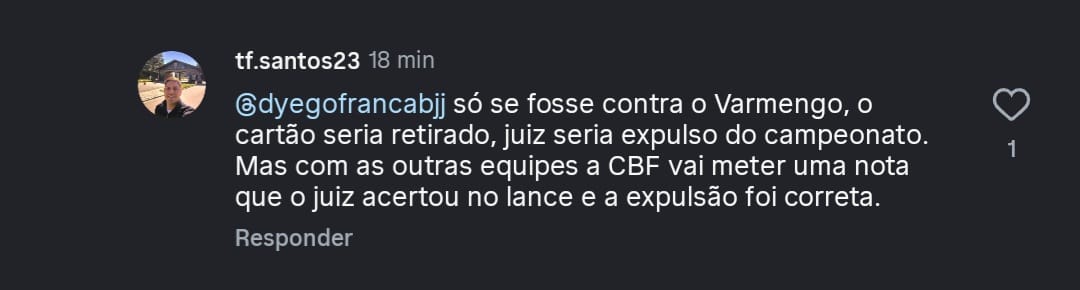 tf.santos23 18 min
@dyegofrancabjj só se fosse contra o Varmengo, o
cartão seria retirado, juiz seria expulso do campeonato.
Mas com as outras equipes a CBF vai meter uma nota
que o juiz acertou no lance e a expulsão foi correta.
1
Responder